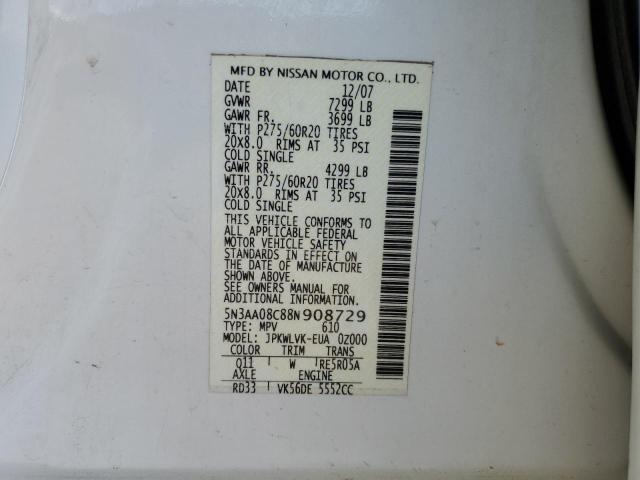 MFD BY NISSAN MOTOR CO., LTD.
DATE 12/07
GVWR 7299 LB
GAWR FR. 3699 LB
WITH P275/60R20 TIRES
20X8.0 RIMS AT 35 PSI
COLD SINGLE
GAWR RR. 4299 LB
WITH P275/60R20 TIRES
20X8.0 RIMS AT 35 PSI
COLD SINGLE
THIS VEHICLE CONFORMS TO
ALL APPLICABLE FEDERAL
MOTOR VEHICLE SAFETY
STANDARDS IN EFFECT ON
THE DATE OF MANUFACTURE
SHOWN ABOVE.
SEE OWNERS MANUAL FOR
ADDITIONAL INFORMATION
5N3AA08C88N908729
TYPE: MPV 610
MODEL: JPKWLVK-EUA 0Z000
COLOR TRIM TRANS
Q11 W RE5R05A
AXLE ENGINE
RD33 VK56DE 5552CC